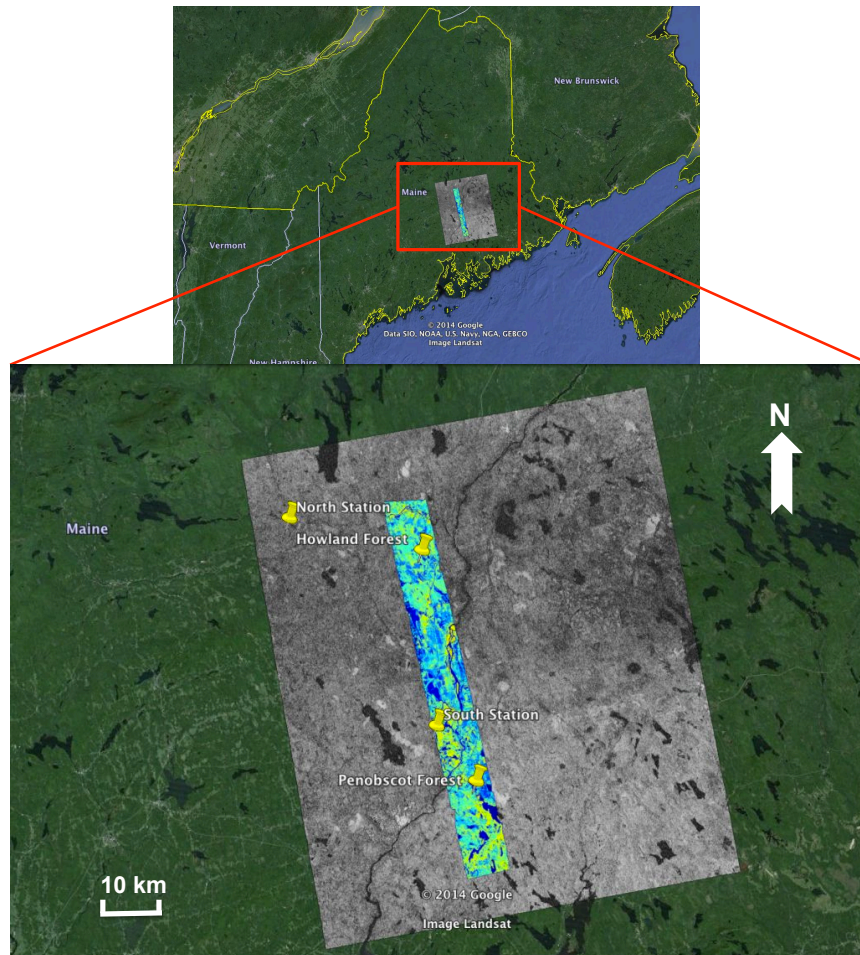 New Brunswick
Maine
Vermont
© 2014 Google
Data SIO, NOAA, U.S. Navy, NGA, GEBCO
Image Landsat
New Hampshire
N
North Station
Maine
Howland Forest
South Station
Penobscot Forest
10 km
© 2014 Google
Image Landsat